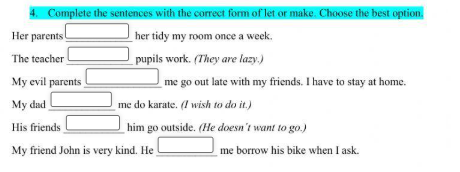 4. Complete the sentences with the correct form of let or make. Choose the best option.
Her parents her tidy my room once a week.
The teacher pupils work. (They are lazy.)
My evil parents me go out late with my friends. I have to stay at home.
My dad me do karate. (I wish to do it.)
His friends him go outside. (He doesn´t want to go.)
My friend John is very kind. He me borrow his bike when I ask.